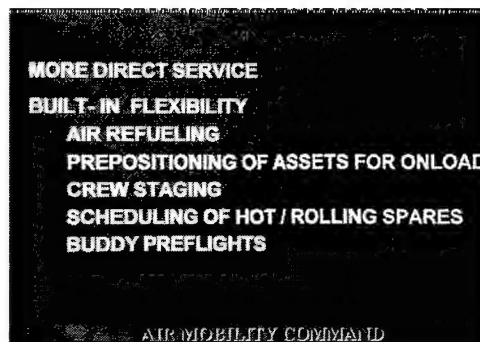 MORE DIRECT SERVICE
BUILT- IN FLEXIBILITY
AIR REFUELING
PREPOSITIONING OF ASSETS FOR ONLOAD
CREW STAGING
SCHEDULING OF HOT / ROLLING SPARES
BUDDY PREFLIGHTS
AIR MOBILITY COMMAND